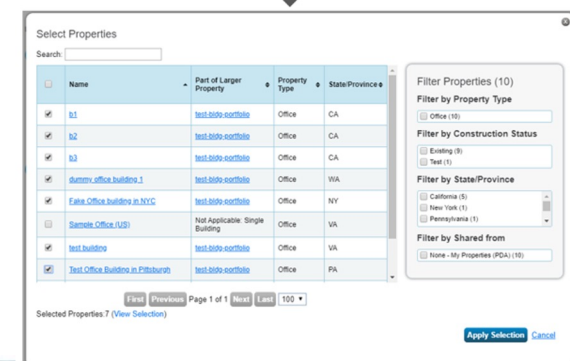 Select Properties
Search:
Name Part of Larger Property Property Type State/Province
b1 test-bldg-portfolio Office CA
b2 test-bldg-portfolio Office CA
b3 test-bldg-portfolio Office CA
dummy office building 1 test-bldg-portfolio Office WA
Fake Office building in NYC test-bldg-portfolio Office NY
Sample Office (US) Not Applicable: Single Building Office VA
test building test-bldg-portfolio Office VA
Test Office Building in Pittsburgh test-bldg-portfolio Office PA
First Previous Page 1 of 1 Next Last 100
Selected Properties:7 (View Selection)
Filter Properties (10)
Filter by Property Type
Office (10)
Filter by Construction Status
Existing (9)
Test (1)
Filter by State/Province
California (5)
New York (1)
Pennsylvania (1)
Filter by Shared from
None - My Properties (PDA) (10)
Apply Selection Cancel